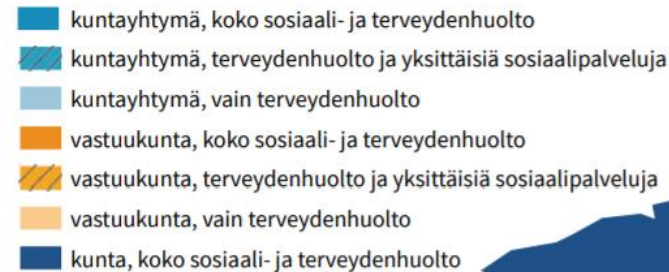 kuntayhtymä, koko sosiaali- ja terveydenhuolto
kuntayhtymä, terveydenhuolto ja yksittäisiä sosiaalipalveluja
kuntayhtymä, vain terveydenhuolto
vastuukunta, koko sosiaali- ja terveydenhuolto
vastuukunta, terveydenhuolto ja yksittäisiä sosiaalipalveluja
vastuukunta, vain terveydenhuolto
kunta, koko sosiaali- ja terveydenhuolto